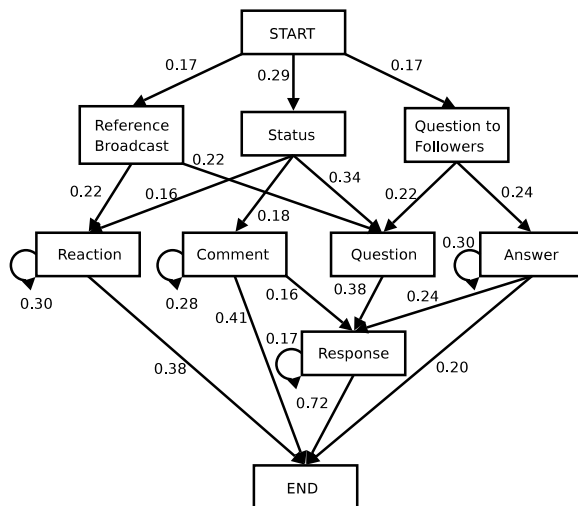 START
0.17
0.29
0.17
Reference
Broadcast
Status
Question to
Followers
0.22
0.16
0.22
0.18
0.34
0.22
0.24
Reaction
Comment
Question
Answer
0.30
0.28
0.30
0.41
0.16
0.38
0.24
0.17
Response
0.38
0.72
0.20
END